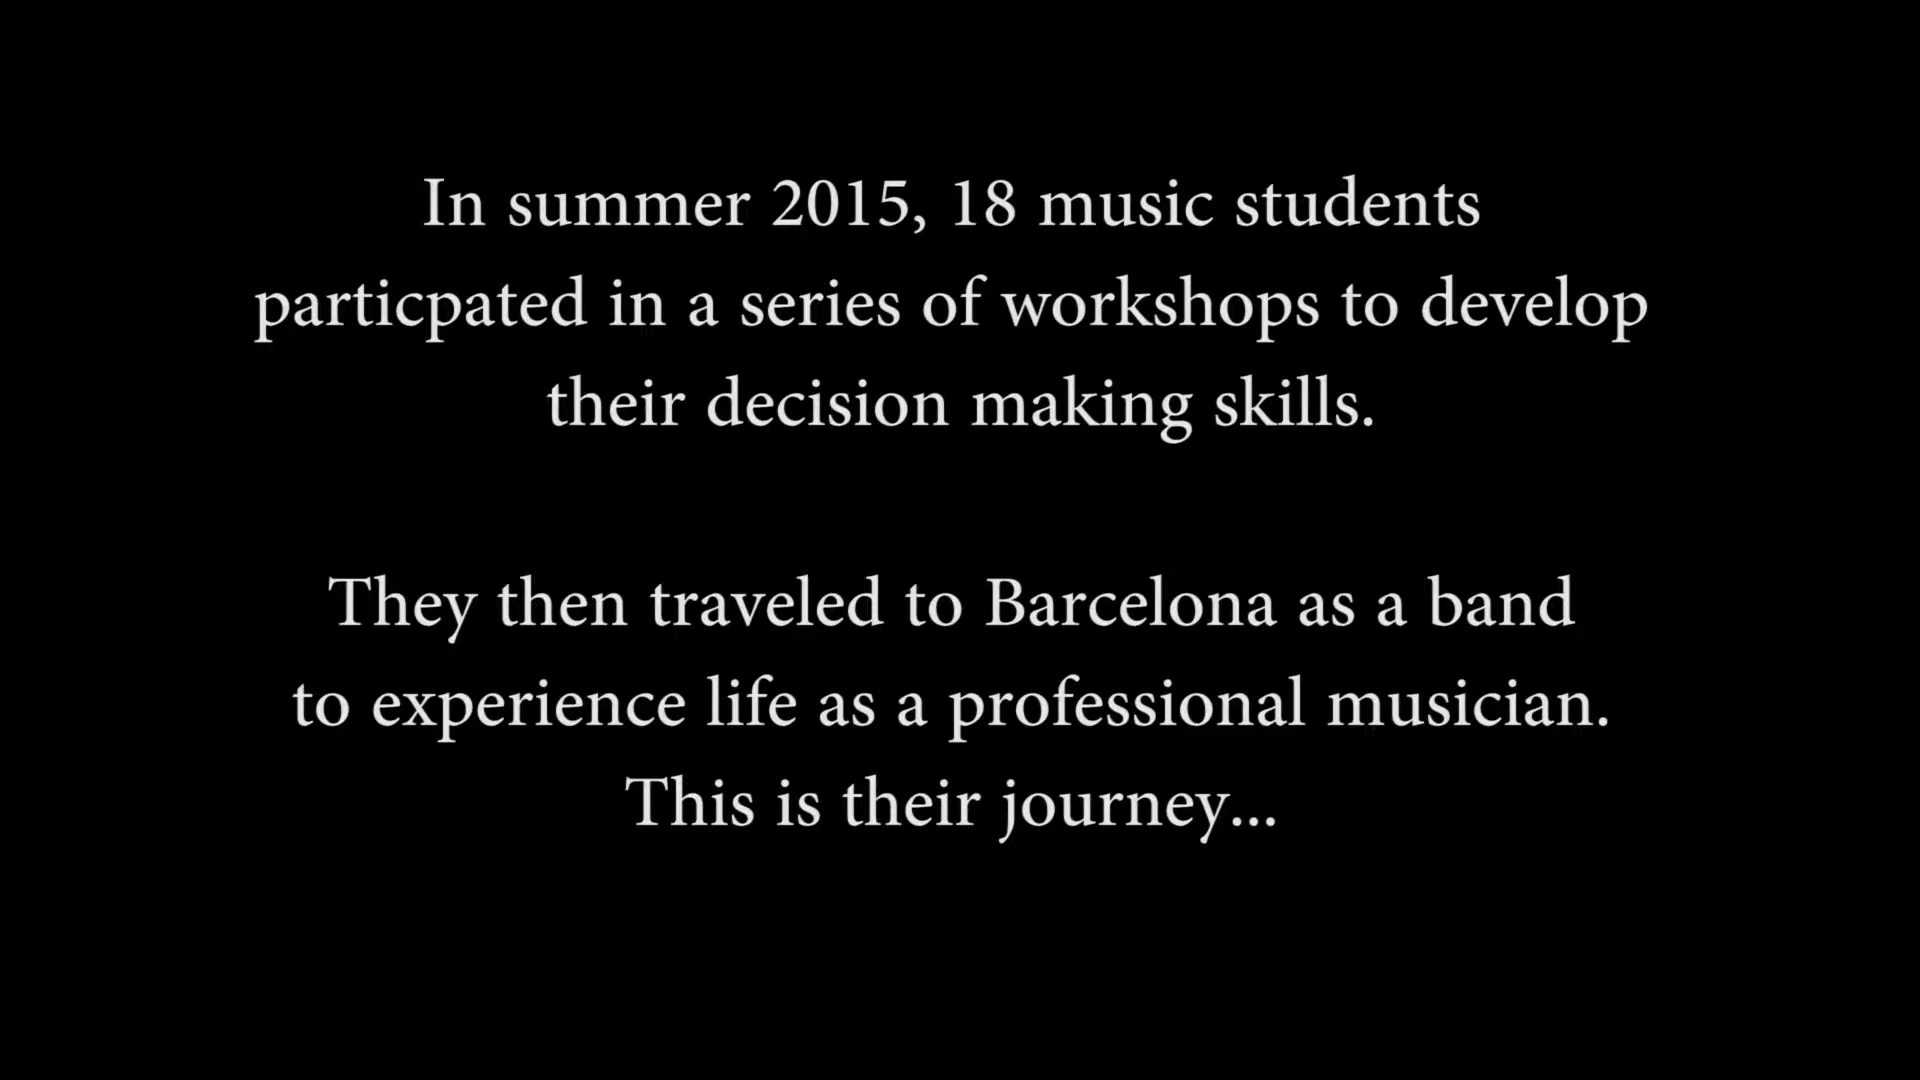 In summer 2015, 18 music students
particpated in a series of workshops to develop
their decision making skills.
They then traveled to Barcelona as a band
to experience life as a professional musician.
This is their journey...